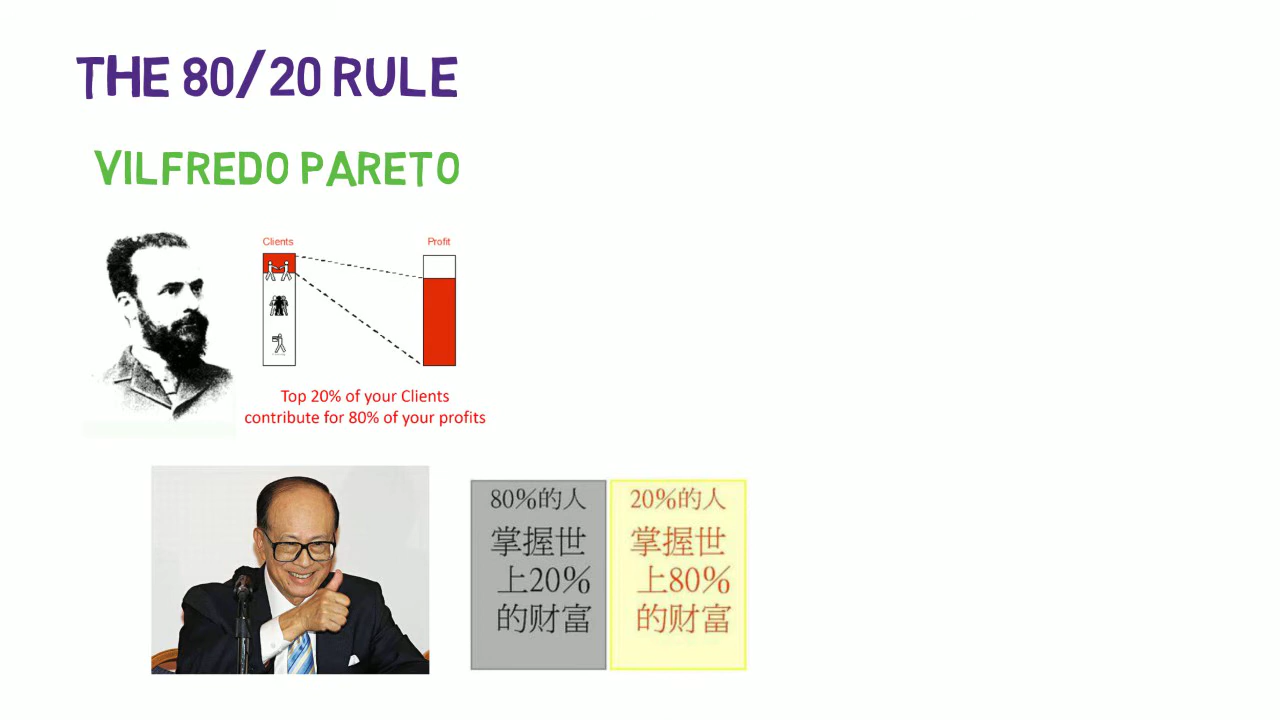 THE 80/20 RULE
VILFREDO PARETO
Clients
Profit
Top 20% of your Clients
contribute for 80% of your profits
80%的人
掌握世
上20%
的财富
20%的人
掌握世
上80%
的财富